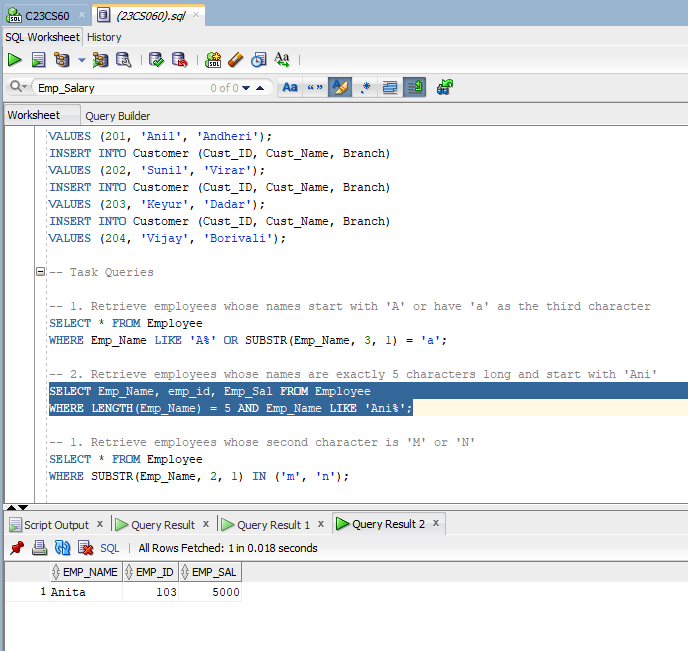 C23CS60 × (23CS060).sql ×
SQL Worksheet History
Aa
Emp_Salary 0 of 0 Aa “” .*
Worksheet Query Builder
VALUES (201, 'Anil', 'Andheri');
INSERT INTO Customer (Cust_ID, Cust_Name, Branch)
VALUES (202, 'Sunil', 'Virar');
INSERT INTO Customer (Cust_ID, Cust_Name, Branch)
VALUES (203, 'Keyur', 'Dadar');
INSERT INTO Customer (Cust_ID, Cust_Name, Branch)
VALUES (204, 'Vijay', 'Borivali');
-- Task Queries
-- 1. Retrieve employees whose names start with 'A' or have 'a' as the third character
SELECT * FROM Employee
WHERE Emp_Name LIKE 'A%' OR SUBSTR(Emp_Name, 3, 1) = 'a';
-- 2. Retrieve employees whose names are exactly 5 characters long and start with 'Ani'
SELECT Emp_Name, emp_id, Emp_Sal FROM Employee
WHERE LENGTH(Emp_Name) = 5 AND Emp_Name LIKE 'Ani%';
-- 1. Retrieve employees whose second character is 'M' or 'N'
SELECT * FROM Employee
WHERE SUBSTR(Emp_Name, 2, 1) IN ('m', 'n');
Script Output × Query Result × Query Result 1 × Query Result 2 ×
SQL All Rows Fetched: 1 in 0.018 seconds
EMP_NAME EMP_ID EMP_SAL
1 Anita 103 5000